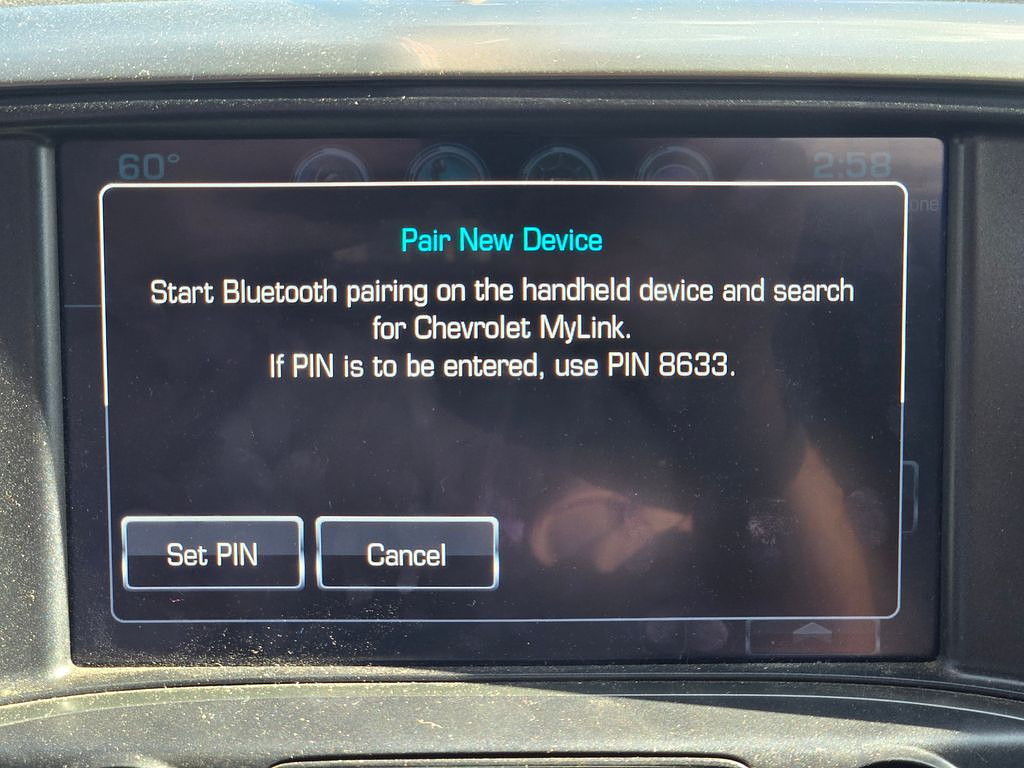 60° 2:58
one
Pair New Device
Start Bluetooth pairing on the handheld device and search
for Chevrolet MyLink.
If PIN is to be entered, use PIN 8633.
Set PIN Cancel